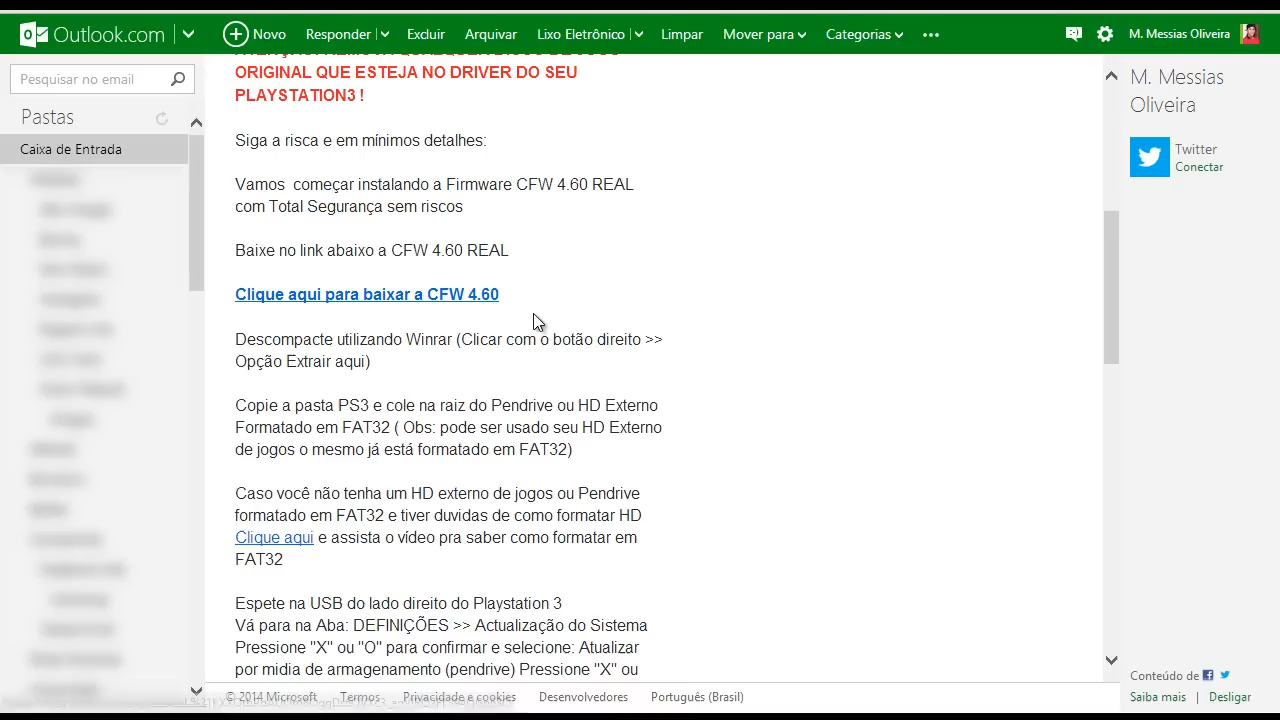 Outlook.com
Novo
Responder
Excluir
Arquivar
Lixo Eletrônico
Limpar
Mover para
Categorias
M. Messias Oliveira
Pesquisar no email
Pastas
Caixa de Entrada
ORIGINAL QUE ESTEJA NO DRIVER DO SEU
PLAYSTATION3 !
Siga a risca e em mínimos detalhes:
Vamos começar instalando a Firmware CFW 4.60 REAL
com Total Segurança sem riscos
Baixe no link abaixo a CFW 4.60 REAL
Clique aqui para baixar a CFW 4.60
Descompacte utilizando Winrar (Clicar com o botão direito >>
Opção Extrair aqui)
Copie a pasta PS3 e cole na raiz do Pendrive ou HD Externo
Formatado em FAT32 ( Obs: pode ser usado seu HD Externo
de jogos o mesmo já está formatado em FAT32)
Caso você não tenha um HD externo de jogos ou Pendrive
formatado em FAT32 e tiver duvidas de como formatar HD
Clique aqui e assista o vídeo pra saber como formatar em
FAT32
Espete na USB do lado direito do Playstation 3
Vá para na Aba: DEFINIÇÕES >> Actualização do Sistema
Pressione "X" ou "O" para confirmar e selecione: Atualizar
por midia de armagenamento (pendrive) Pressione "X" ou
© 2014 Microsoft
Termos
Privacidade e cookies
Desenvolvedores
Português (Brasil)
M. Messias
Oliveira
Twitter
Conectar
Conteúdo de
Saiba mais | Desligar